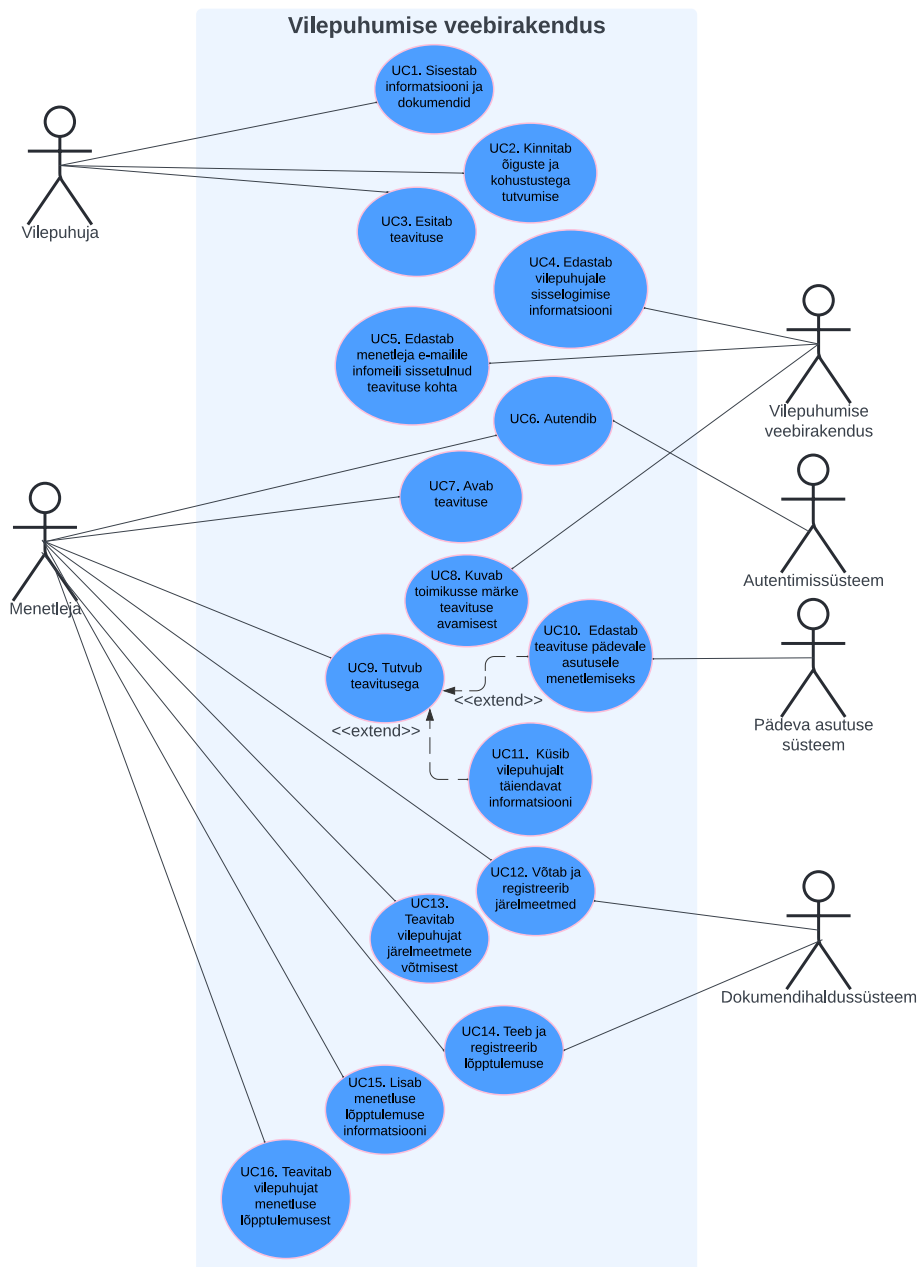 Vilepuhumise veebirakendus
UC1. Sisestab
informatsiooni ja
dokumendid
UC2. Kinnitab
õiguste ja
kohustustega
tutvumise
Vilepuhuja
UC3. Esitab
teavituse
UC4. Edastab
vilepuhujale
sisselogimise
informatsiooni
UC5. Edastab
menetleja e-mailile
infomeili sissetulnud
teavituse kohta
Vilepuhumise
veebirakendus
UC6. Autendib
UC7. Avab
teavituse
Autentimissüsteem
Menetleja
UC8. Kuvab
toimikusse märke
teavituse
avamisest
UC10. Edastab
teavituse pädevale
asutusele
menetlemiseks
UC9. Tutvub
teavitusega
<<extend>>
<<extend>>
Pädeva asutuse
süsteem
UC11. Küsib
vilepuhujalt
täiendavat
informatsiooni
UC12. Võtab ja
registreerib
järelmeetmed
UC13.
Teavitab
vilepuhujat
järelmeetmete
võtmisest
Dokumendihaldussüsteem
UC14. Teeb ja
registreerib
lõpptulemuse
UC15. Lisab
menetluse
lõpptulemuse
informatsiooni
UC16. Teavitab
vilepuhujat
menetluse
lõpptulemusest